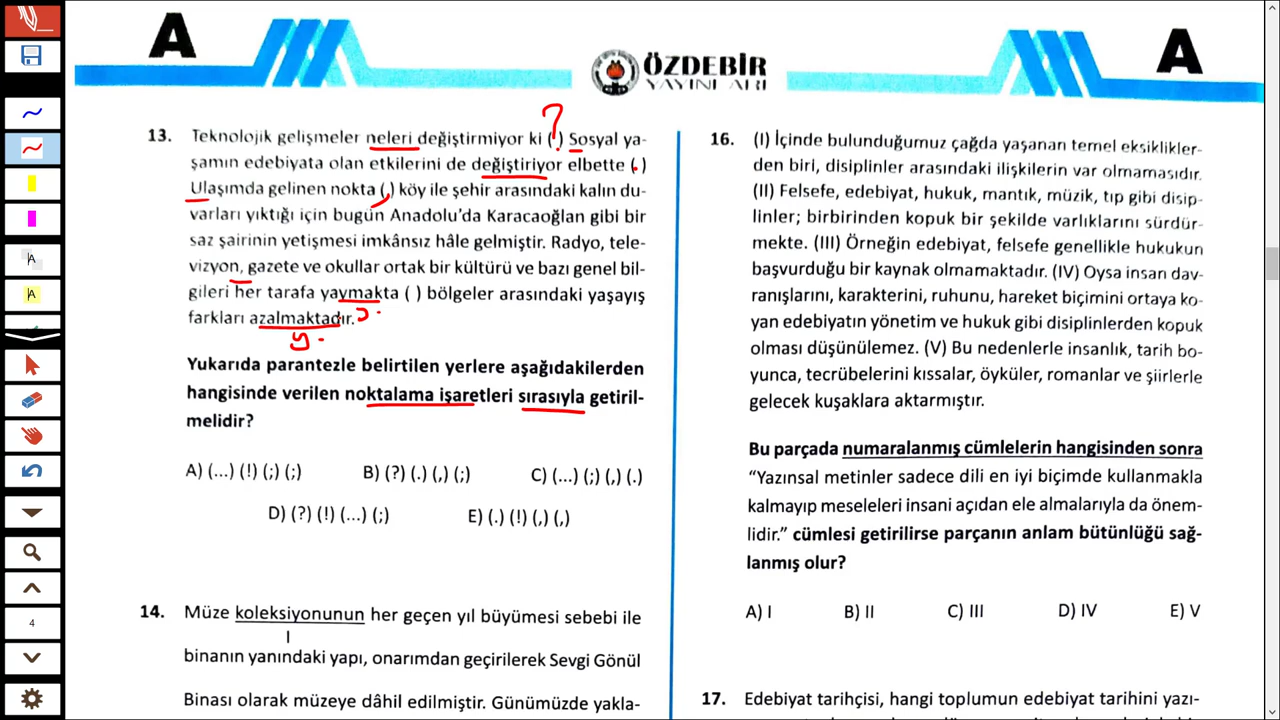 A
ÖZDEBİR
YAYINLARI
A
13. Teknolojik gelişmeler neleri değiştirmiyor ki ( ) Sosyal ya-
şamın edebiyata olan etkilerini de değiştiriyor elbette (.)
Ulaşımda gelinen nokta (,) köy ile şehir arasındaki kalın du-
varları yıktığı için bugün Anadolu’da Karacaoğlan gibi bir
saz şairinin yetişmesi imkânsız hâle gelmiştir. Radyo, tele-
vizyon, gazete ve okullar ortak bir kültürü ve bazı genel bil-
gileri her tarafa yaymakta ( ) bölgeler arasındaki yaşayış
farkları azalmaktadır.
?
y.
Yukarıda parantezle belirtilen yerlere aşağıdakilerden
hangisinde verilen noktalama işaretleri sırasıyla getiril-
melidir?
A) (...) (!) (;) (;) B) (?) (.) (,) (;) C) (...) (;) (,) (.)
D) (?) (!) (...) (;) E) (.) (!) (,) (,)
14. Müze koleksiyonunun her geçen yıl büyümesi sebebi ile
I
binanın yanındaki yapı, onarımdan geçirilerek Sevgi Gönül
Binası olarak müzeye dâhil edilmiştir. Günümüzde yakla-
16. (I) İçinde bulunduğumuz çağda yaşanan temel eksiklikler-
den biri, disiplinler arasındaki ilişkilerin var olmamasıdır.
(II) Felsefe, edebiyat, hukuk, mantık, müzik, tıp gibi disip-
linler; birbirinden kopuk bir şekilde varlıklarını sürdür-
mekte. (III) Örneğin edebiyat, felsefe genellikle hukukun
başvurduğu bir kaynak olmamaktadır. (IV) Oysa insan dav-
ranışlarını, karakterini, ruhunu, hareket biçimini ortaya ko-
yan edebiyatın yönetim ve hukuk gibi disiplinlerden kopuk
olması düşünülemez. (V) Bu nedenlerle insanlık, tarih bo-
yunca, tecrübelerini kıssalar, öyküler, romanlar ve şiirlerle
gelecek kuşaklara aktarmıştır.
Bu parçada numaralanmış cümlelerin hangisinden sonra
“Yazınsal metinler sadece dili en iyi biçimde kullanmakla
kalmayıp meseleleri insani açıdan ele almalarıyla da önem-
lidir.” cümlesi getirilirse parçanın anlam bütünlüğü sağ-
lanmış olur?
A) I B) II C) III D) IV E) V
17. Edebiyat tarihçisi, hangi toplumun edebiyat tarihini yazı-
A
A
4